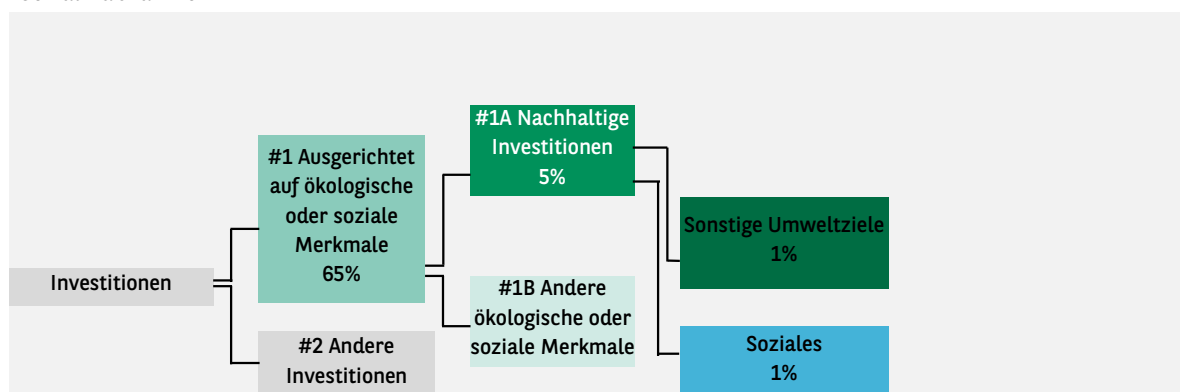 Investitionen
#1 Ausgerichtet
auf ökologische
oder soziale
Merkmale
65%
#2 Andere
Investitionen
#1A Nachhaltige
Investitionen
5%
#1B Andere
ökologische oder
soziale Merkmale
Sonstige Umweltziele
1%
Soziales
1%